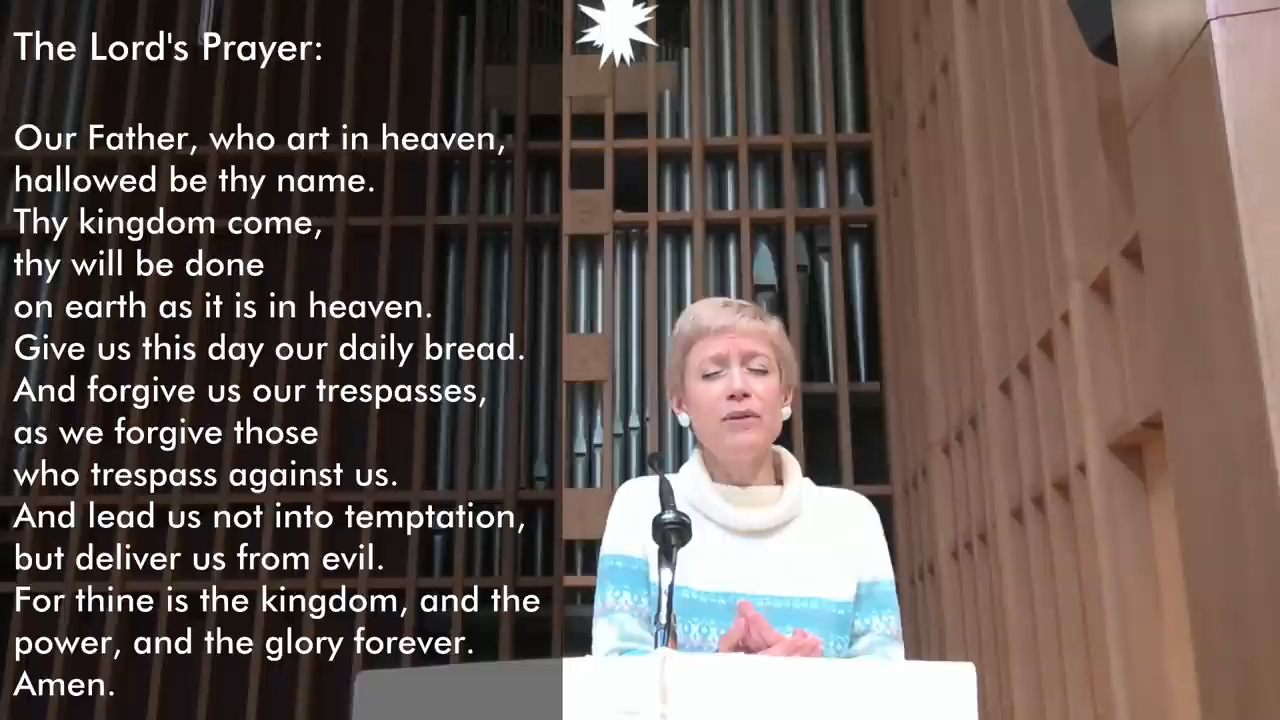 The Lord's Prayer:
Our Father, who art in heaven,
hallowed be thy name.
Thy kingdom come,
thy will be done
on earth as it is in heaven.
Give us this day our daily bread.
And forgive us our trespasses,
as we forgive those
who trespass against us.
And lead us not into temptation,
but deliver us from evil.
For thine is the kingdom, and the
power, and the glory forever.
Amen.